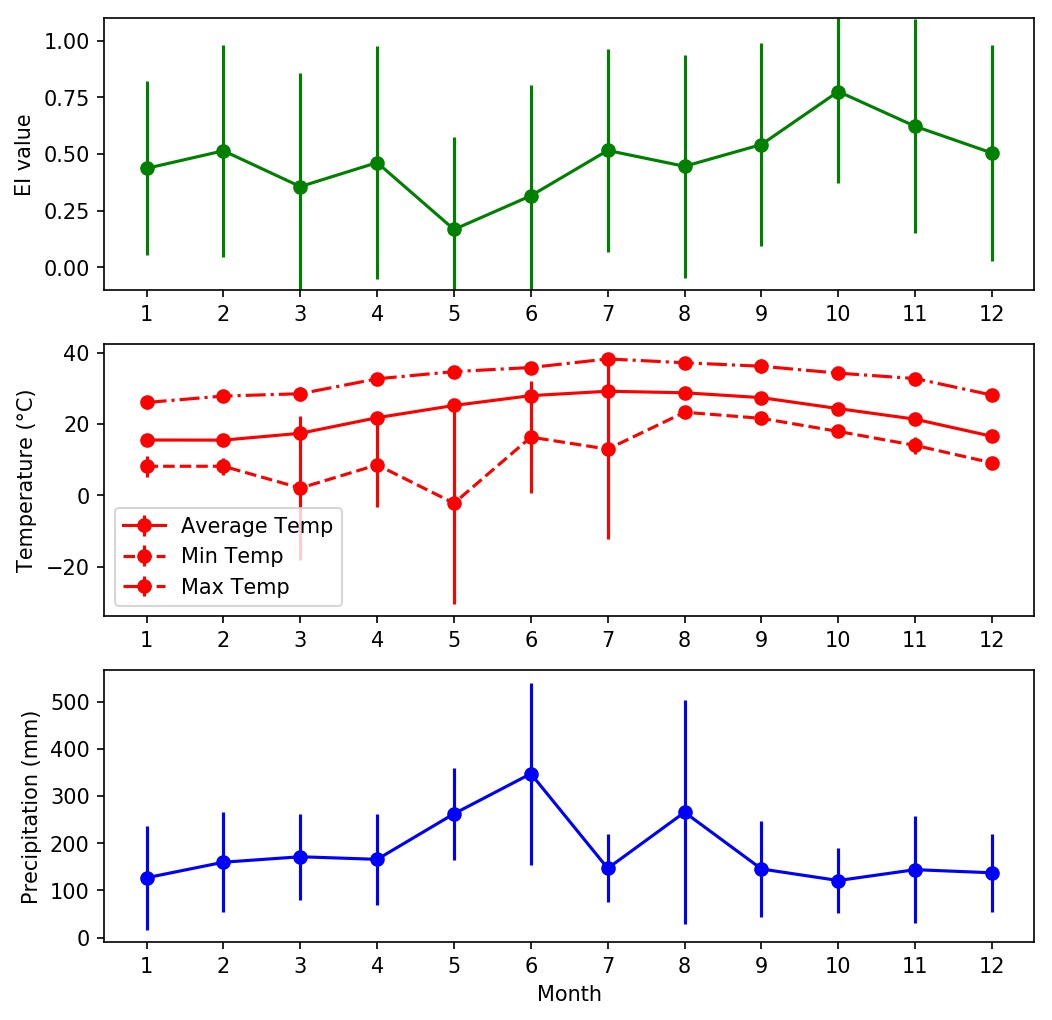 EI value
1.00
0.75
0.50
0.25
0.00
1 2 3 4 5 6 7 8 9 10 11 12
Temperature (°C)
40
20
0
−20
Average Temp
Min Temp
Max Temp
1 2 3 4 5 6 7 8 9 10 11 12
Precipitation (mm)
500
400
300
200
100
0
1 2 3 4 5 6 7 8 9 10 11 12
Month